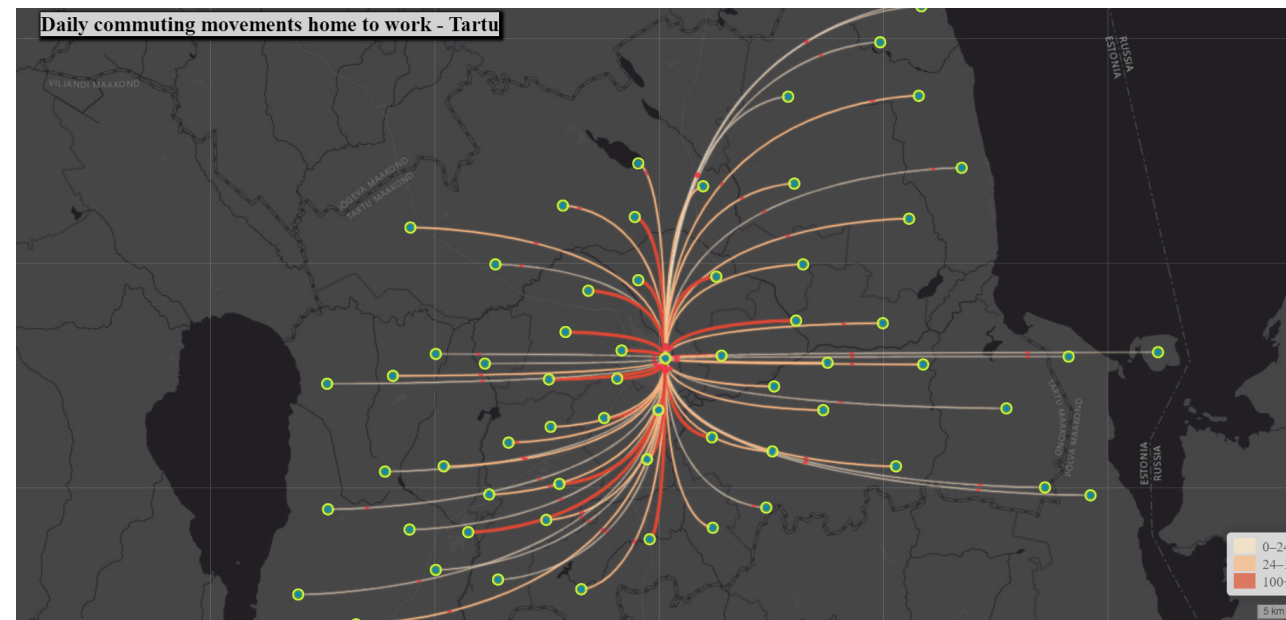 Daily commuting movements home to work - Tartu
RUSSIA
ESTONIA
VILJANDI MAAKOND
JÕGEVA MAAKOND
TARTU MAAKOND
TARTU MAAKOND
PÕLVA MAAKOND
ESTONIA
RUSSIA
0–24
24–
100
5 km